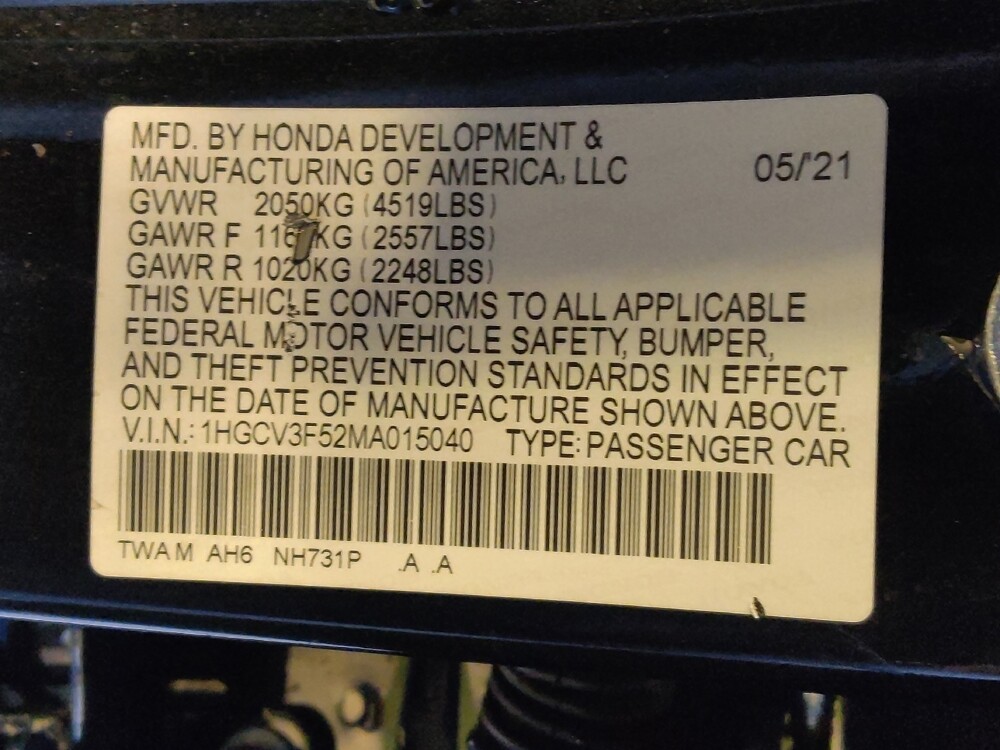 MFD. BY HONDA DEVELOPMENT &
MANUFACTURING OF AMERICA, LLC 05/'21
GVWR 2050KG (4519LBS)
GAWR F (2557LBS)
GAWR R 1020KG (2248LBS)
THIS VEHICLE CONFORMS TO ALL APPLICABLE
FEDERAL MOTOR VEHICLE SAFETY, BUMPER,
AND THEFT PREVENTION STANDARDS IN EFFECT
ON THE DATE OF MANUFACTURE SHOWN ABOVE.
V.I.N.: 1HGCV3F52MA015040 TYPE: PASSENGER CAR
TWA M AH6 NH731P .A .A